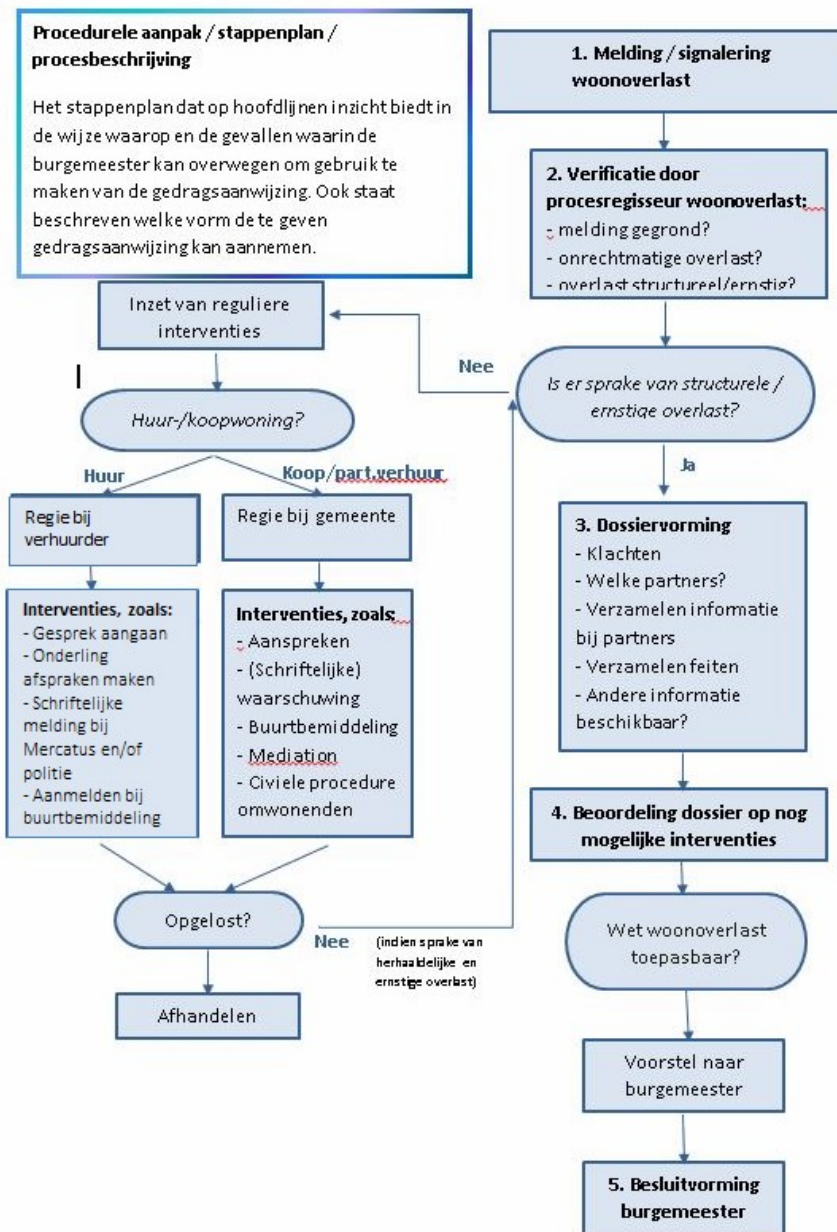 Procedurele aanpak / stappenplan /
procesbeschrijving
Het stappenplan dat op hoofdlijnen inzicht biedt in
de wijze waarop en de gevallen waarin de
burgemeester kan overwegen om gebruik te
maken van de gedragsaanwijzing. Ook staat
beschreven welke vorm de te geven
gedragsaanwijzing kan aannemen.
1. Melding / signalering
woonoverlast
2. Verificatie door
procesregisseur woonoverlast:
- melding gegrond?
- onrechtmatige overlast?
- overlast structureel/ernstig?
Is er sprake van structurele /
ernstige overlast?
Nee
Ja
Inzet van reguliere
interventies
Huur-/koopwoning?
Huur
Koop/part.verhuur
Regie bij
verhuurder
Regie bij gemeente
Interventies, zoals:
- Gesprek aangaan
- Onderling
afspraken maken
- Schriftelijke
melding bij
Mercatus en/of
politie
- Aanmelden bij
buurtbemiddeling
Interventies, zoals:
- Aanspreken
- (Schriftelijke)
waarschuwing
- Buurtbemiddeling
- Mediation
- Civiele procedure
omwonenden
Opgelost?
Nee
(indien sprake van
herhaaldelijke en
ernstige overlast)
Afhandelen
3. Dossiervorming
- Klachten
- Welke partners?
- Verzamelen informatie
bij partners
- Verzamelen feiten
- Andere informatie
beschikbaar?
4. Beoordeling dossier op nog
mogelijke interventies
Wet woonoverlast
toepasbaar?
Voorstel naar
burgemeester
5. Besluitvorming
burgemeester